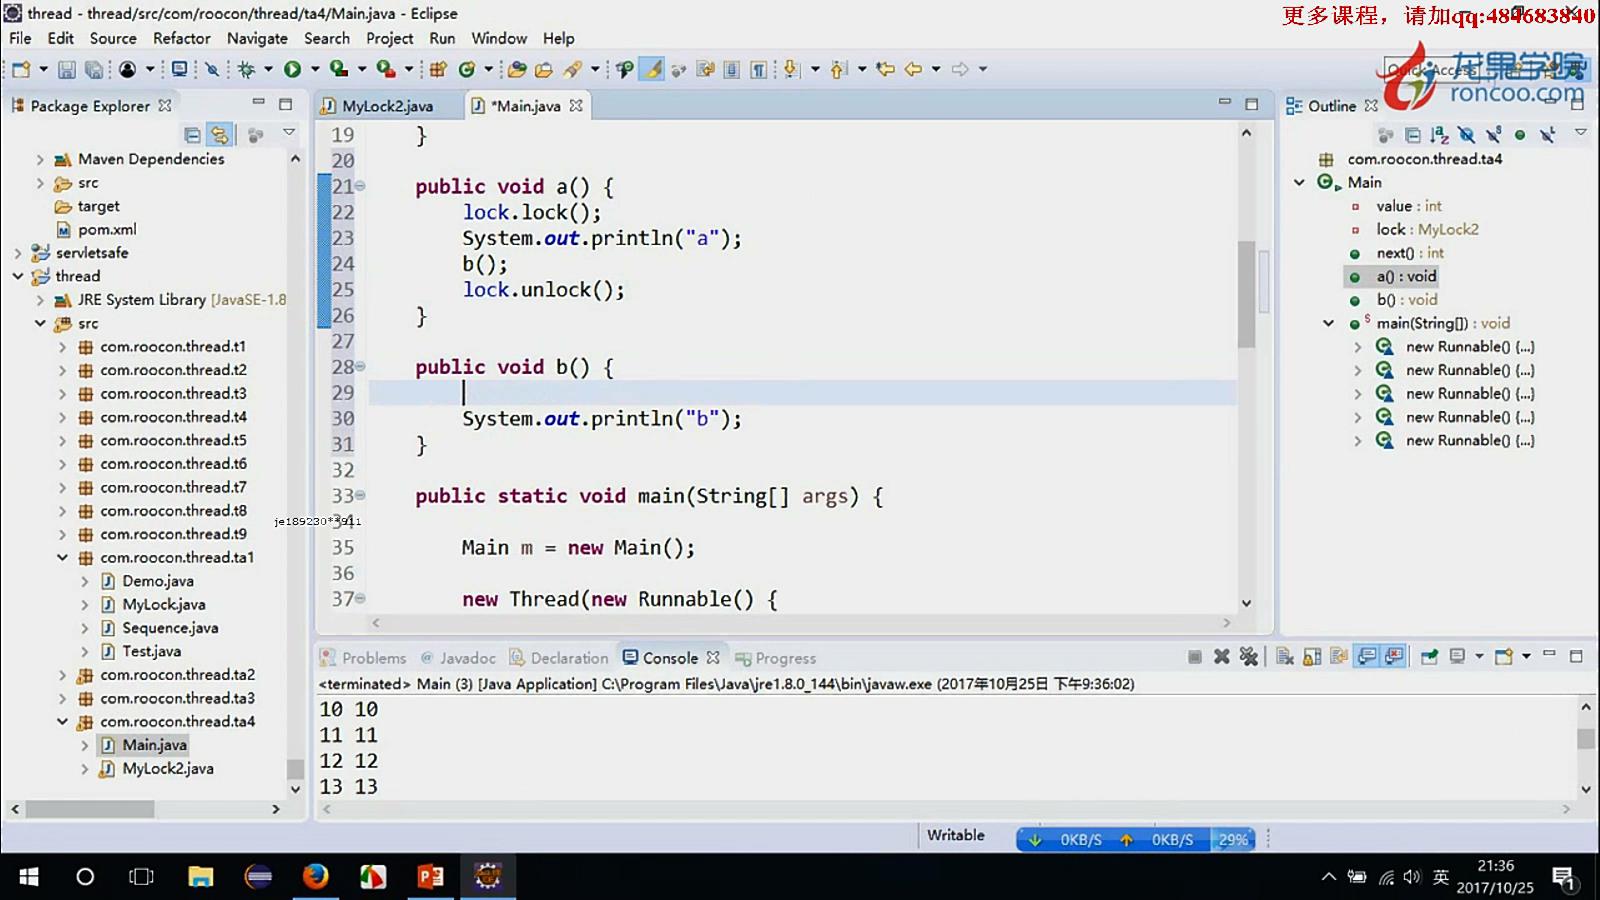 thread - thread/src/com/roocon/thread/ta4/Main.java - Eclipse
更多课程，请加qq:484683840
File Edit Source Refactor Navigate Search Project Run Window Help
Quick Access
龙果学院
roncoo.com
Package Explorer
MyLock2.java
*Main.java
Outline
Maven Dependencies
src
target
pom.xml
servletsafe
thread
JRE System Library [JavaSE-1.8
src
com.roocon.thread.t1
com.roocon.thread.t2
com.roocon.thread.t3
com.roocon.thread.t4
com.roocon.thread.t5
com.roocon.thread.t6
com.roocon.thread.t7
com.roocon.thread.t8
com.roocon.thread.t9
com.roocon.thread.ta1
Demo.java
MyLock.java
Sequence.java
Test.java
com.roocon.thread.ta2
com.roocon.thread.ta3
com.roocon.thread.ta4
Main.java
MyLock2.java
19 }
20
21 public void a() {
22 lock.lock();
23 System.out.println("a");
24 b();
25 lock.unlock();
26 }
27
28 public void b() {
29
30 System.out.println("b");
31 }
32
33 public static void main(String[] args) {
34
je189230**911
35 Main m = new Main();
36
37 new Thread(new Runnable() {
com.roocon.thread.ta4
Main
value : int
lock : MyLock2
next() : int
a() : void
b() : void
main(String[]) : void
new Runnable() {...}
new Runnable() {...}
new Runnable() {...}
new Runnable() {...}
new Runnable() {...}
Problems @ Javadoc Declaration Console Progress
<terminated> Main (3) [Java Application] C:\Program Files\Java\jre1.8.0_144\bin\javaw.exe (2017年10月25日 下午9:36:02)
10 10
11 11
12 12
13 13
Writable
0KB/S 0KB/S 29%
英
21:36
2017/10/25
1